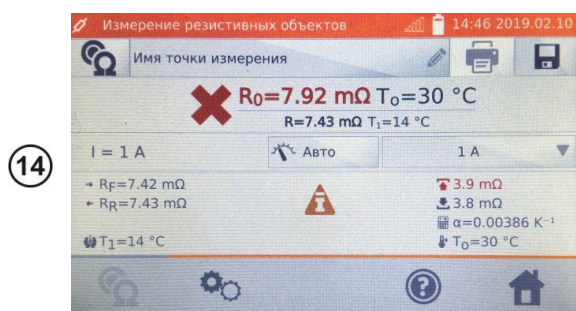 Измерение резистивных объектов 14:46 2019.02.10
Имя точки измерения
R₀=7.92 mΩ T₀=30 °C
R=7.43 mΩ T₁=14 °C
14
I = 1 A Авто 1 A
RF=7.42 mΩ 3.9 mΩ
RR=7.43 mΩ 3.8 mΩ
α=0.00386 K⁻¹
T₁=14 °C T₀=30 °C